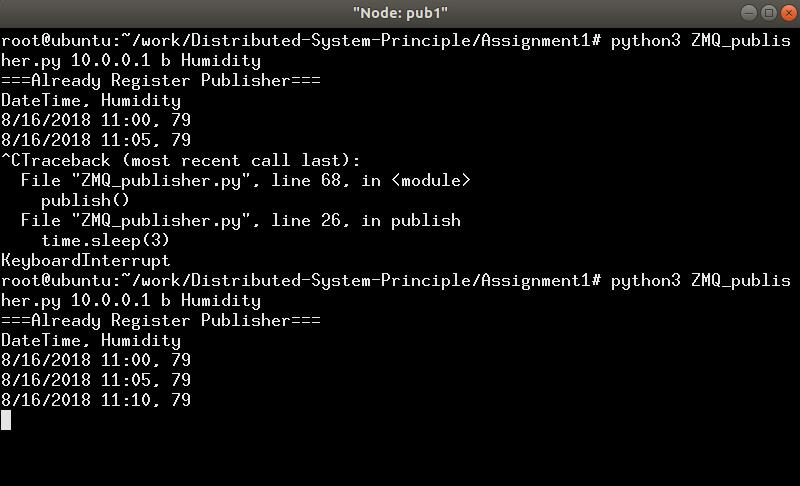 "Node: pub1"
root@ubuntu:~/work/Distributed-System-Principle/Assignment1# python3 ZMQ_publis
her.py 10.0.0.1 b Humidity
===Already Register Publisher===
DateTime, Humidity
8/16/2018 11:00, 79
8/16/2018 11:05, 79
^CTraceback (most recent call last):
  File "ZMQ_publisher.py", line 68, in <module>
    publish()
  File "ZMQ_publisher.py", line 26, in publish
    time.sleep(3)
KeyboardInterrupt
root@ubuntu:~/work/Distributed-System-Principle/Assignment1# python3 ZMQ_publis
her.py 10.0.0.1 b Humidity
===Already Register Publisher===
DateTime, Humidity
8/16/2018 11:00, 79
8/16/2018 11:05, 79
8/16/2018 11:10, 79